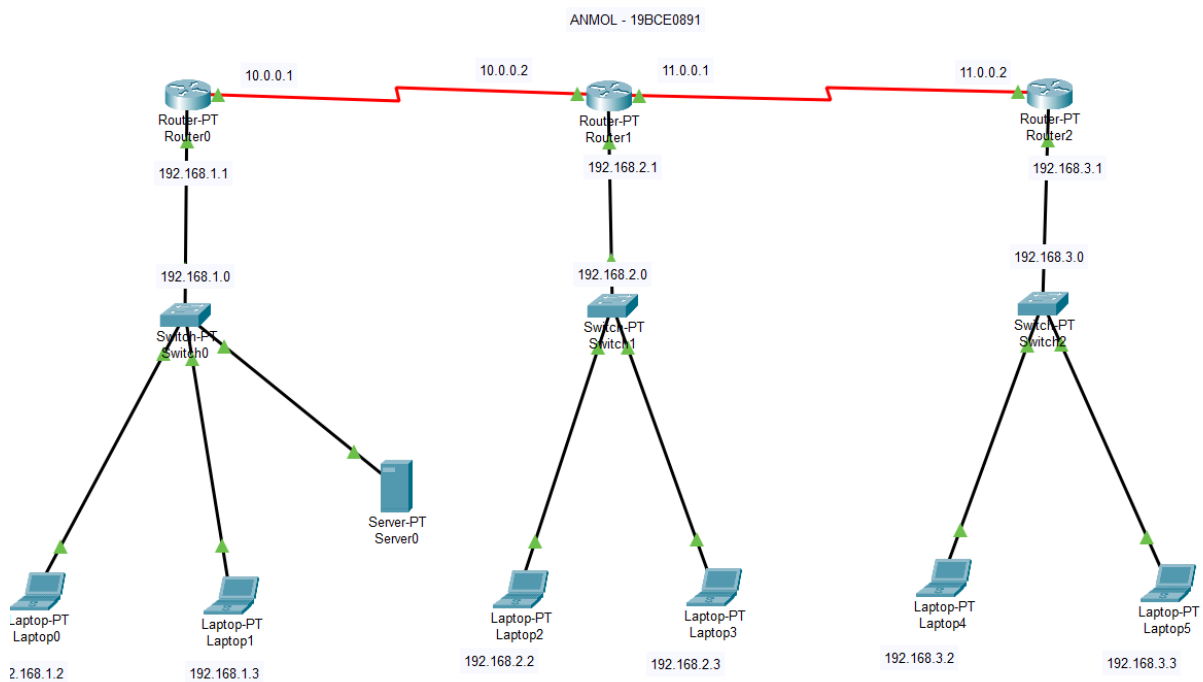 ANMOL - 19BCE0891
10.0.0.1
10.0.0.2
11.0.0.1
11.0.0.2
Router-PT
Router0
Router-PT
Router1
Router-PT
Router2
192.168.1.1
192.168.2.1
192.168.3.1
192.168.1.0
192.168.2.0
192.168.3.0
Switch-PT
Switch0
Switch-PT
Switch1
Switch-PT
Switch2
Server-PT
Server0
Laptop-PT
Laptop0
Laptop-PT
Laptop1
Laptop-PT
Laptop2
Laptop-PT
Laptop3
Laptop-PT
Laptop4
Laptop-PT
Laptop5
2.168.1.2
192.168.1.3
192.168.2.2
192.168.2.3
192.168.3.2
192.168.3.3